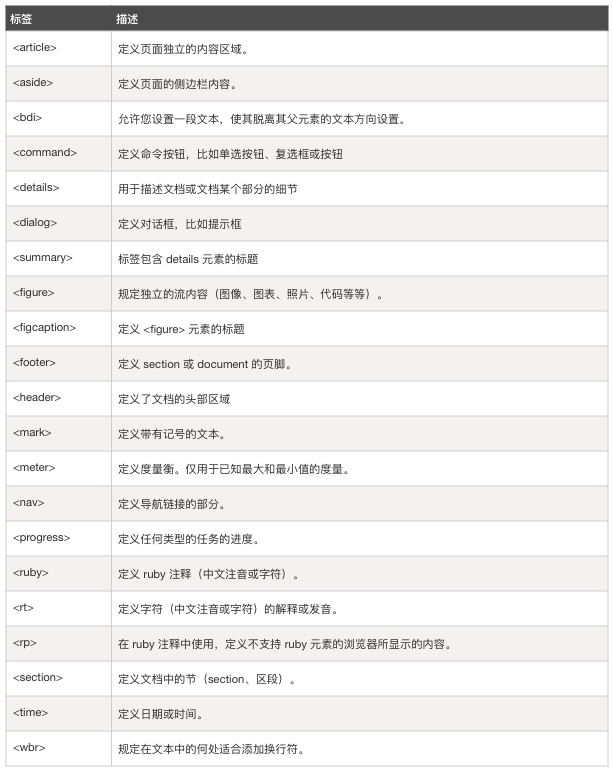 标签 描述
<article> 定义页面独立的内容区域。
<aside> 定义页面的侧边栏内容。
<bdi> 允许您设置一段文本，使其脱离其父元素的文本方向设置。
<command> 定义命令按钮，比如单选按钮、复选框或按钮
<details> 用于描述文档或文档某个部分的细节
<dialog> 定义对话框，比如提示框
<summary> 标签包含 details 元素的标题
<figure> 规定独立的流内容（图像、图表、照片、代码等等）。
<figcaption> 定义 <figure> 元素的标题
<footer> 定义 section 或 document 的页脚。
<header> 定义了文档的头部区域
<mark> 定义带有记号的文本。
<meter> 定义度量衡。仅用于已知最大和最小值的度量。
<nav> 定义导航链接的部分。
<progress> 定义任何类型的任务的进度。
<ruby> 定义 ruby 注释（中文注音或字符）。
<rt> 定义字符（中文注音或字符）的解释或发音。
<rp> 在 ruby 注释中使用，定义不支持 ruby 元素的浏览器所显示的内容。
<section> 定义文档中的节（section、区段）。
<time> 定义日期或时间。
<wbr> 规定在文本中的何处适合添加换行符。